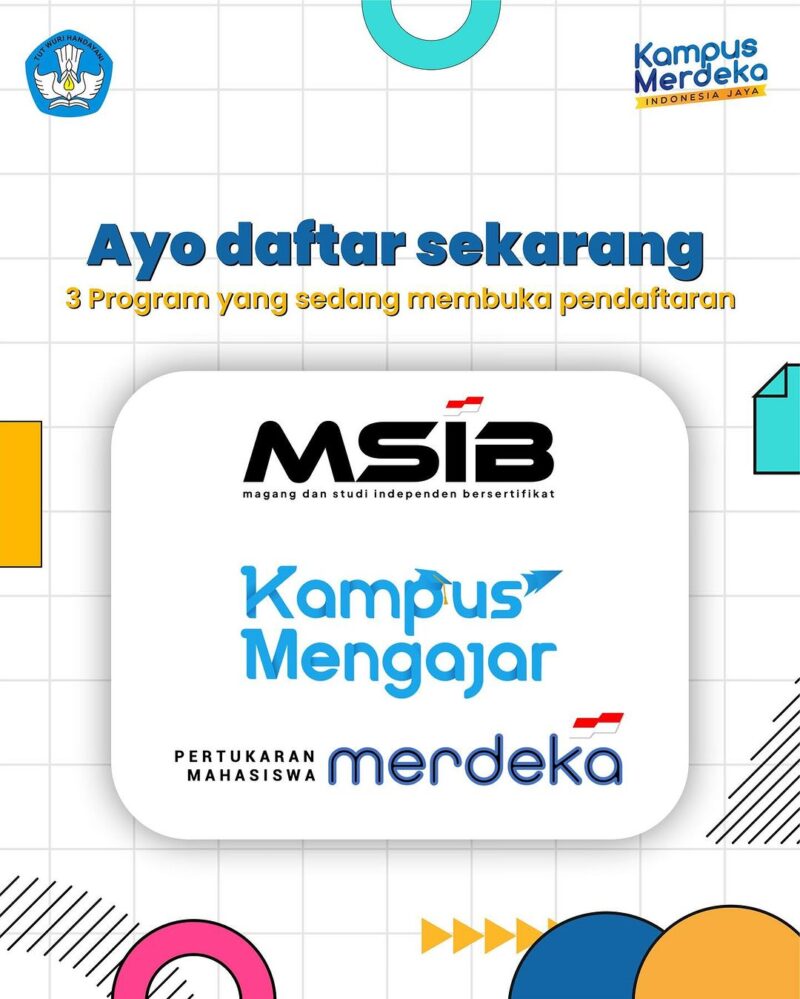 TUT WURI HANDAYANI
Kampus
Merdeka
INDONESIA JAYA
Ayo daftar sekarang
3 Program yang sedang membuka pendaftaran
MSIB
magang dan studi independen bersertifikat
Kampus
Mengajar
PERTUKARAN
MAHASISWA
merdeka